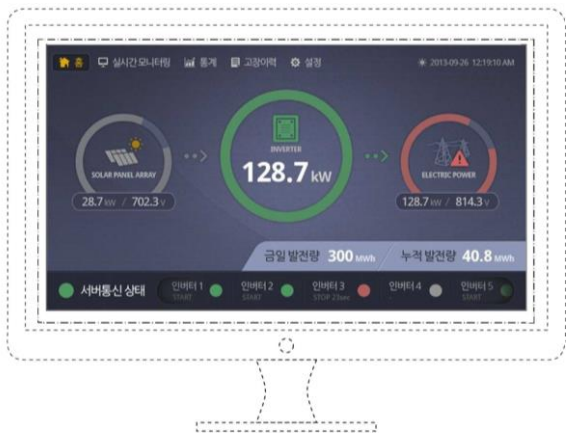 홈 실시간 모니터링 통계 고장이력 설정 2013-09-26 12:19:10 AM
INVERTER
128.7 kW
SOLAR PANEL ARRAY
28.7 kW / 702.3 V
ELECTRIC POWER
128.7 kW / 814.3 V
금일 발전량 300 MWh 누적 발전량 40.8 MWh
서버통신 상태 인버터 1 인버터 2 인버터 3 인버터 4 인버터 5
START START STOP 23sec - START